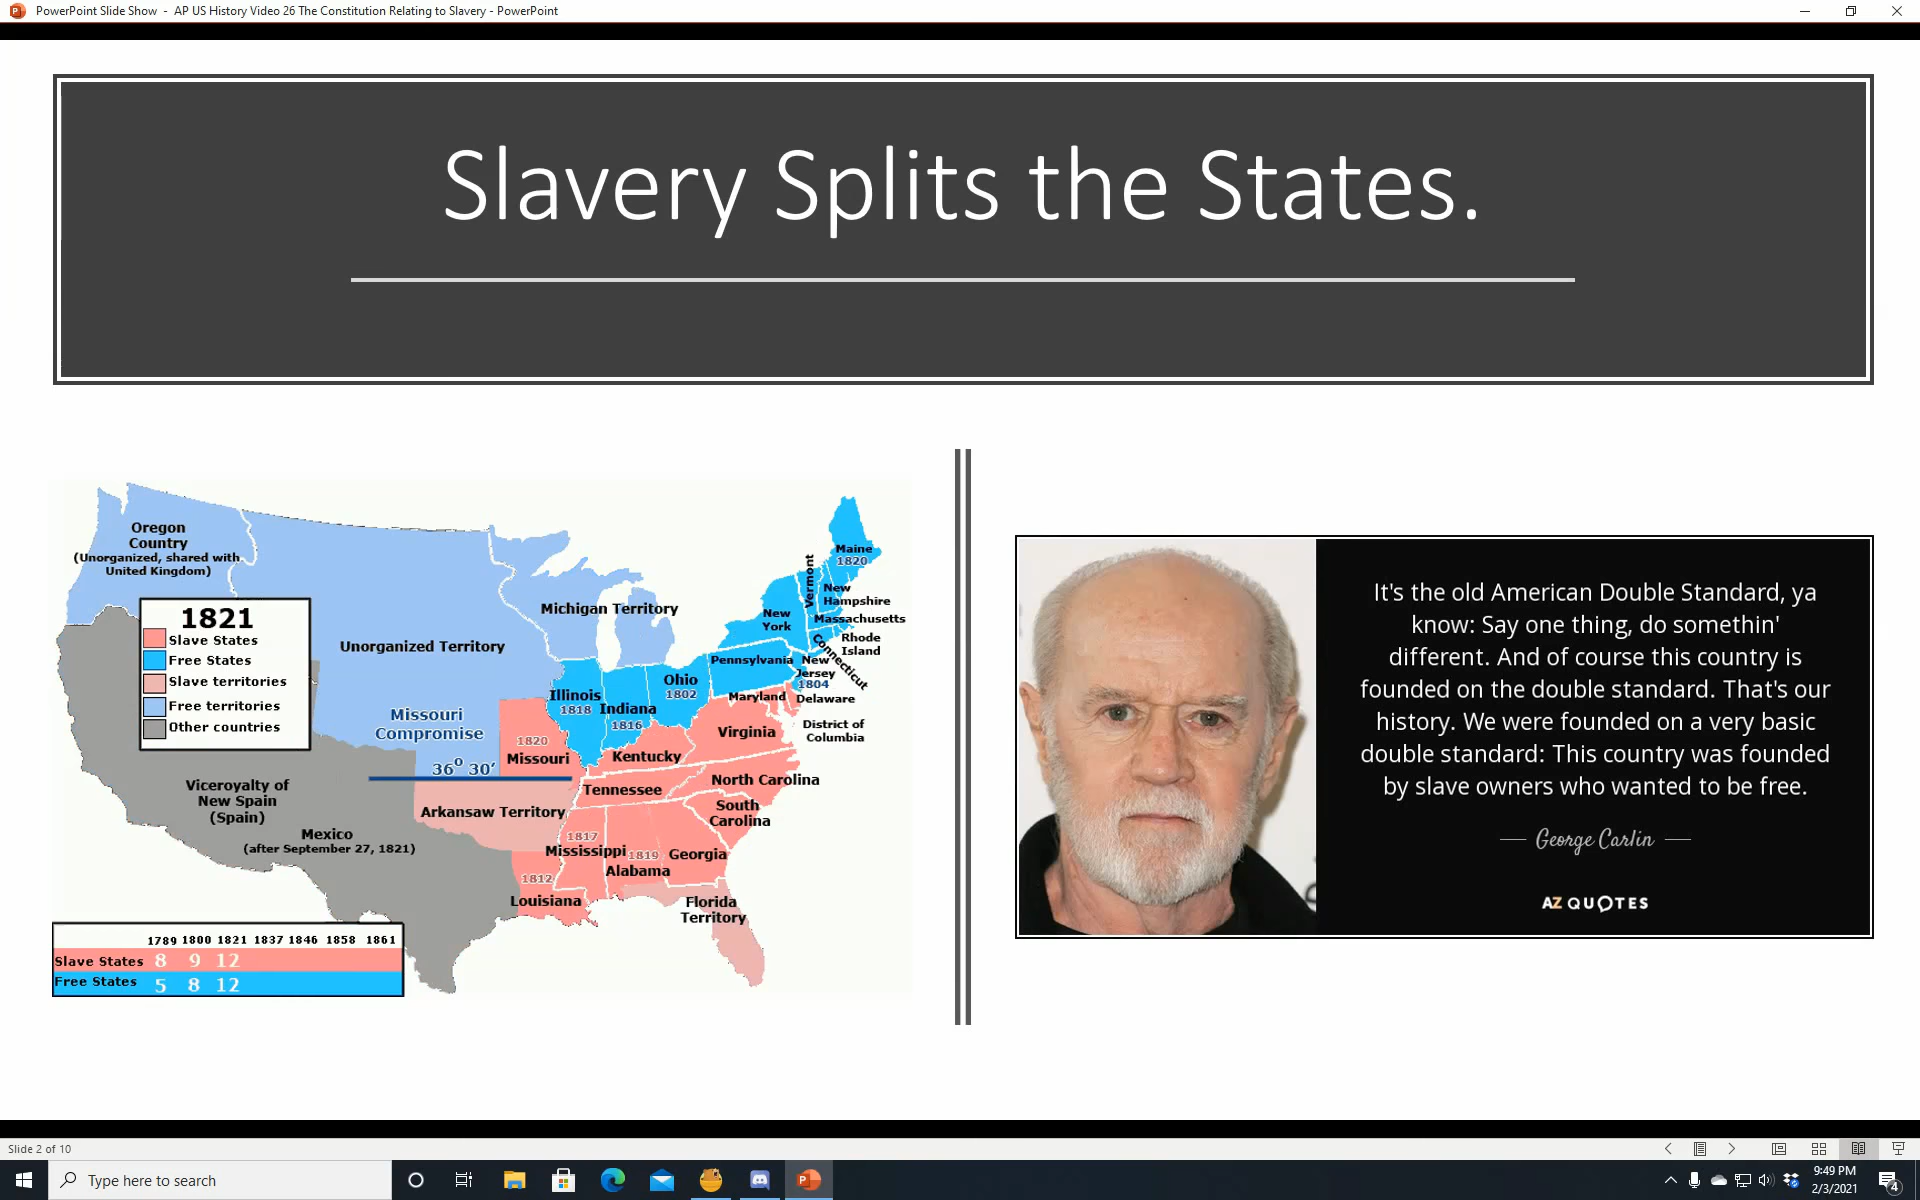 PowerPoint Slide Show - AP US History Video 26 The Constitution Relating to Slavery - PowerPoint
Slavery Splits the States.
Oregon
Country
(Unorganized, shared with
United Kingdom)
1821
Slave States
Free States
Slave territories
Free territories
Other countries
Unorganized Territory
Michigan Territory
Missouri
Compromise
36⁰ 30′
Maine
1820
Vermont
New
Hampshire
Massachusetts
New
York
Rhode
Island
Connecticut
Pennsylvania
New
Jersey
1804
Ohio
1802
Illinois
1818
Indiana
1816
Maryland
Delaware
District of
Columbia
Virginia
1820
Missouri
Kentucky
North Carolina
Tennessee
South
Carolina
Arkansaw Territory
Viceroyalty of
New Spain
(Spain)
Mexico
(after September 27, 1821)
1817
Mississippi
1819
Alabama
Georgia
1812
Louisiana
Florida
Territory
1789 1800 1821 1837 1846 1858 1861
Slave States 8 9 12
Free States 5 8 12
It's the old American Double Standard, ya
know: Say one thing, do somethin'
different. And of course this country is
founded on the double standard. That's our
history. We were founded on a very basic
double standard: This country was founded
by slave owners who wanted to be free.
George Carlin
AZ QUOTES
Slide 2 of 10
Type here to search
9:49 PM
2/3/2021
4